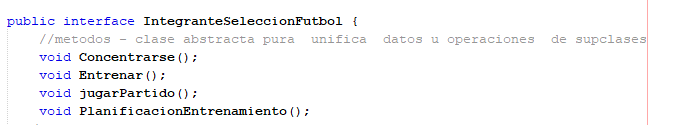 public interface IntegranteSeleccionFutbol {
//metodos - clase abstracta pura unifica datos u operaciones de supclases
void Concentrarse();
void Entrenar();
void jugarPartido();
void PlanificacionEntrenamiento();